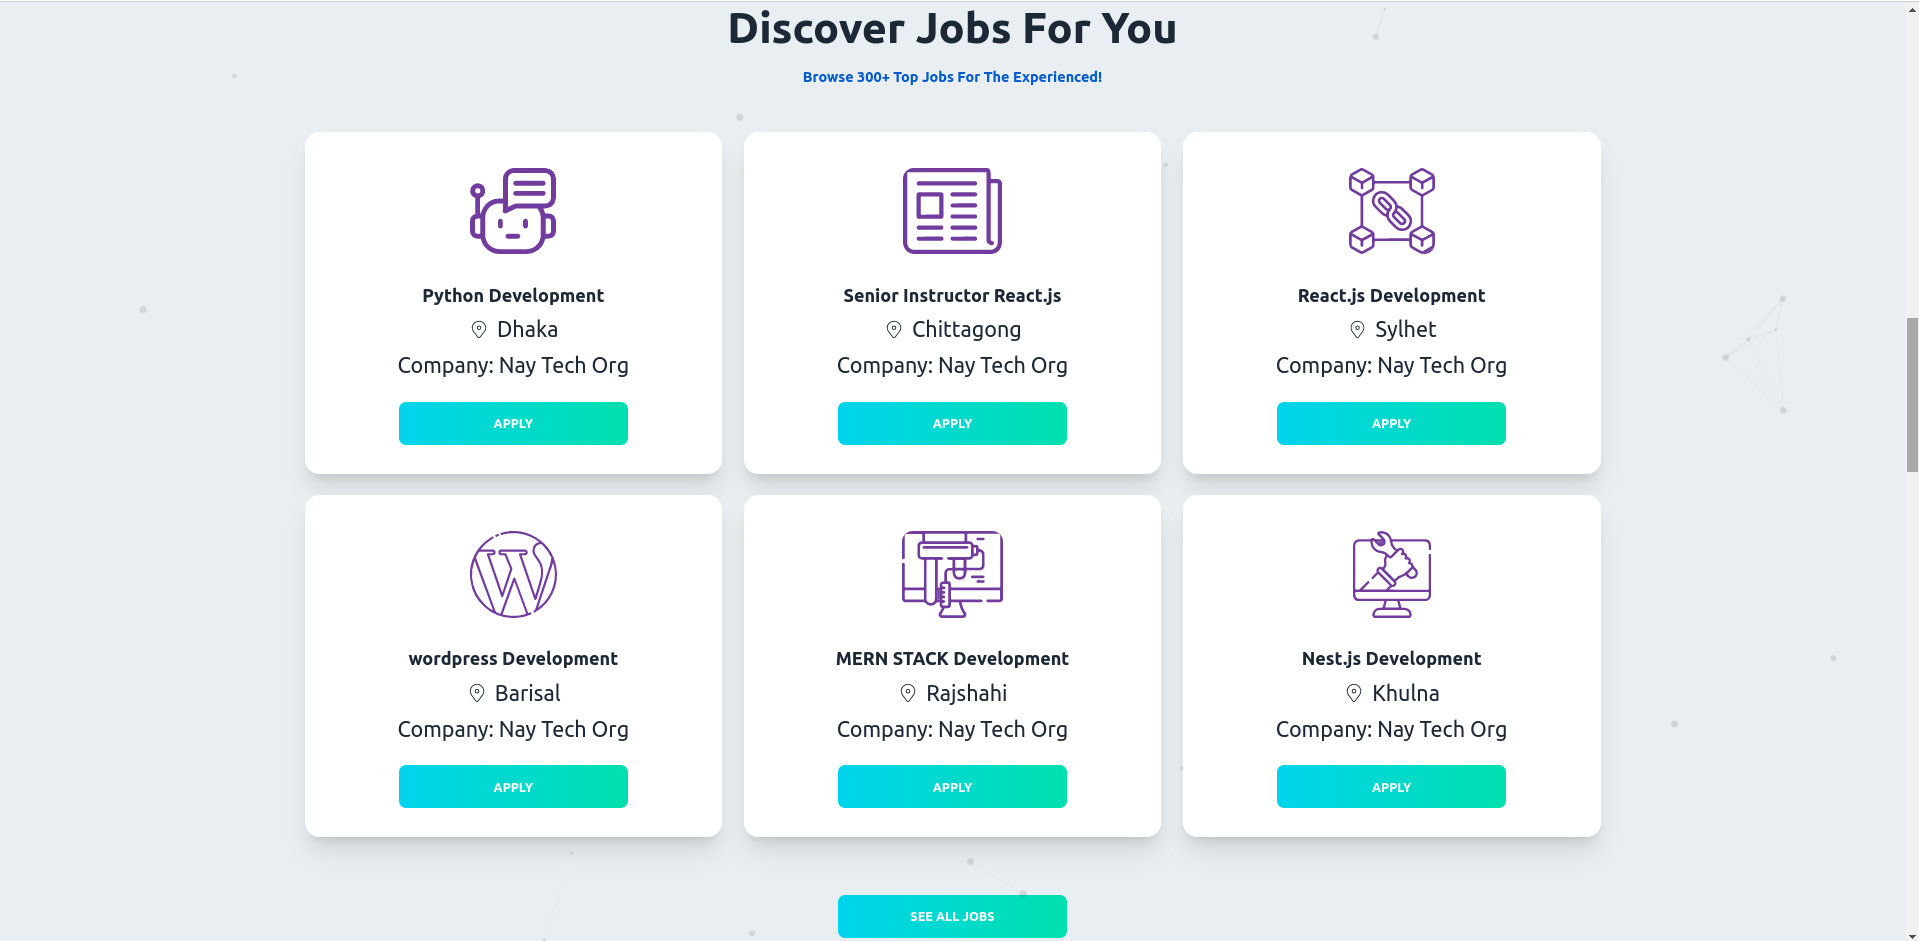 Discover Jobs For You
Browse 300+ Top Jobs For The Experienced!
Python Development
Dhaka
Company: Nay Tech Org
APPLY
Senior Instructor React.js
Chittagong
Company: Nay Tech Org
APPLY
React.js Development
Sylhet
Company: Nay Tech Org
APPLY
wordpress Development
Barisal
Company: Nay Tech Org
APPLY
MERN STACK Development
Rajshahi
Company: Nay Tech Org
APPLY
Nest.js Development
Khulna
Company: Nay Tech Org
APPLY
SEE ALL JOBS